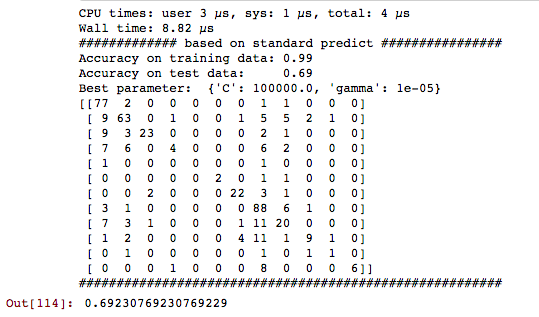 CPU times: user 3 µs, sys: 1 µs, total: 4 µs
Wall time: 8.82 µs
############# based on standard predict ################
Accuracy on training data: 0.99
Accuracy on test data:     0.69
Best parameter:  {'C': 100000.0, 'gamma': 1e-05}
[[77  2  0  0  0  0  1  1  0  0  0]
 [ 9 63  0  1  0  0  1  5  5  2  1  0]
 [ 9  3 23  0  0  0  0  2  1  0  0  0]
 [ 7  6  0  4  0  0  0  6  2  0  0  0]
 [ 1  0  0  0  0  0  0  1  0  0  0  0]
 [ 0  0  0  0  0  2  0  1  1  0  0  0]
 [ 0  0  2  0  0  0 22  3  1  0  0  0]
 [ 3  1  0  0  0  0  0 88  6  1  0  0]
 [ 7  3  1  0  0  0  1 11 20  0  0  0]
 [ 1  2  0  0  0  0  4 11  1  9  1  0]
 [ 0  1  0  0  0  0  0  1  0  1  1  0]
 [ 0  0  0  1  0  0  0  8  0  0  0  6]]
########################################################
Out[114]: 0.69230769230769229